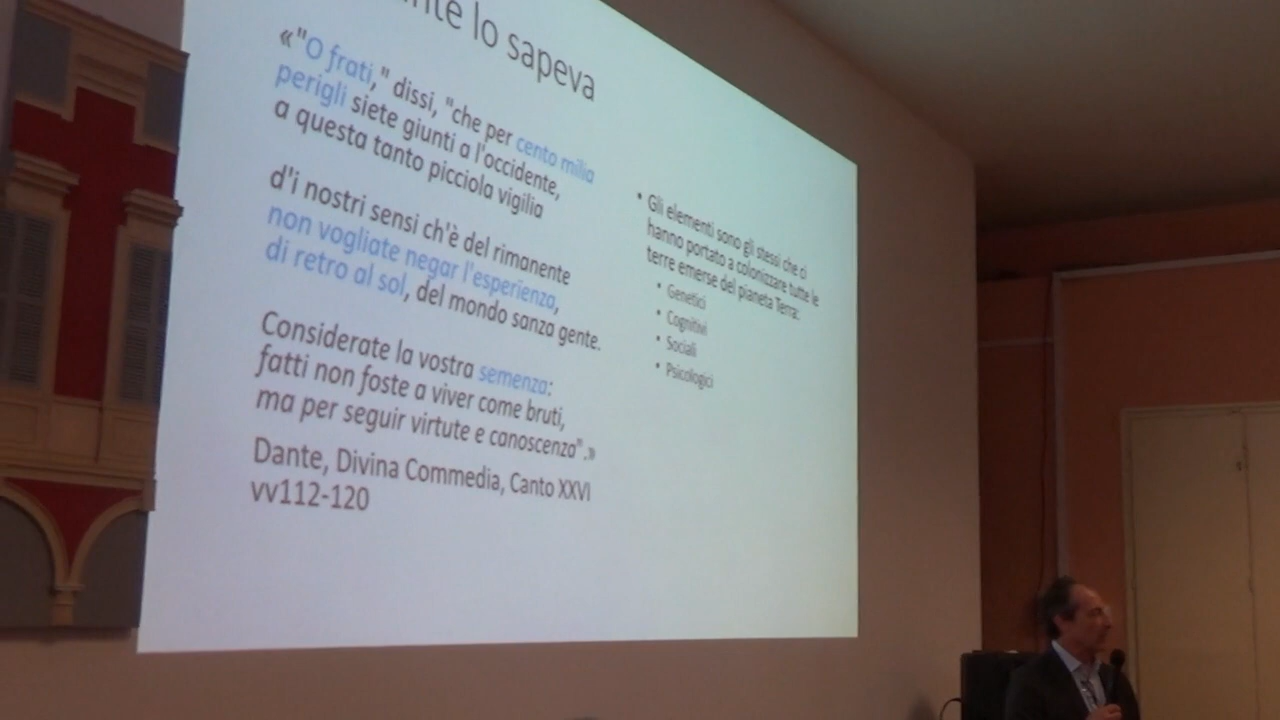 nte lo sapeva
«"O frati," dissi, "che per cento milia
perigli siete giunti a l'occidente,
a questa tanto picciola vigilia
d'i nostri sensi ch'è del rimanente
non vogliate negar l'esperienza,
di retro al sol, del mondo sanza gente.
Considerate la vostra semenza:
fatti non foste a viver come bruti,
ma per seguir virtute e canoscenza".»
Dante, Divina Commedia, Canto XXVI
vv112-120
• Gli elementi sono gli stessi che ci
hanno portato a colonizzare tutte le
terre emerse del pianeta Terra:
• Genetici
• Cognitivi
• Sociali
• Psicologici